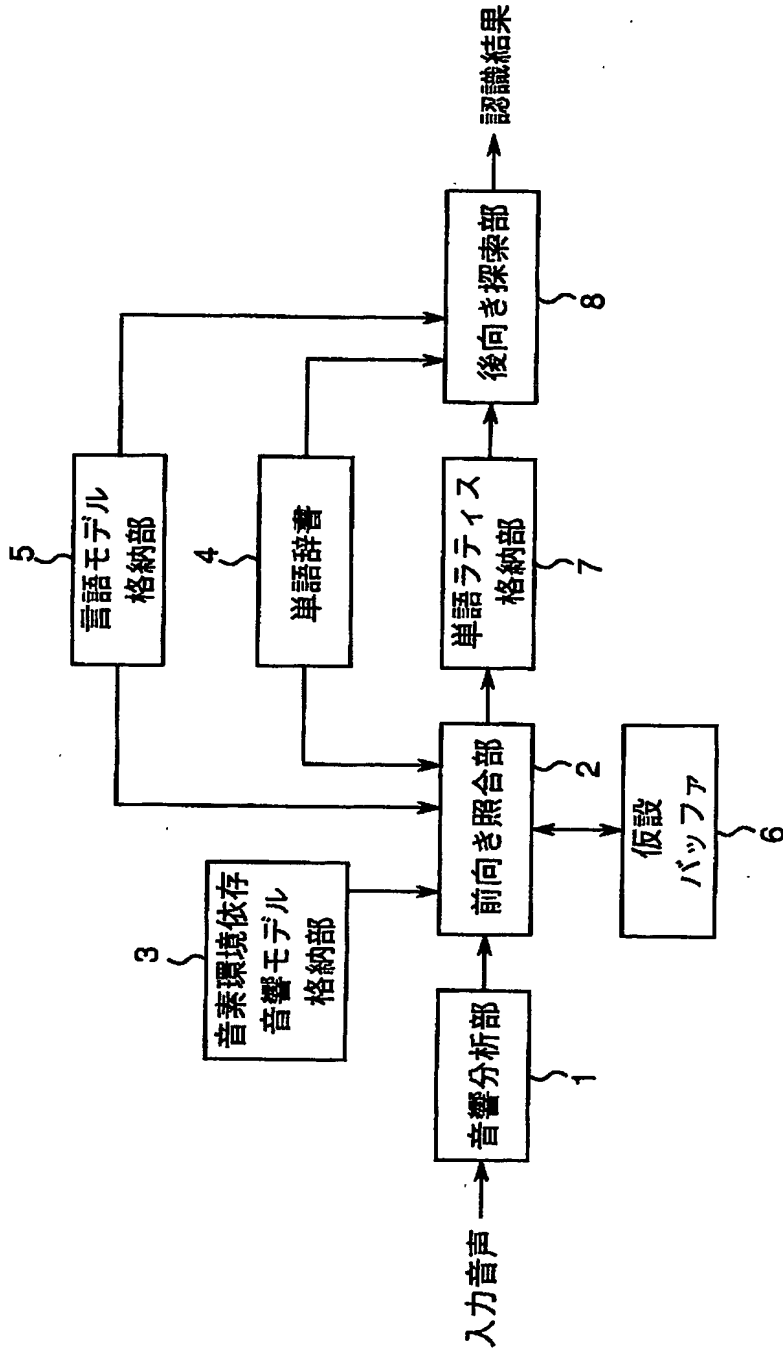 5
言語モデル
格納部
4
単語辞書
3
音素環境依存
音響モデル
格納部
入力音声
音響分析部
1
前向き照合部
2
単語ラティス
格納部
7
後向き探索部
8
認識結果
仮設
バッファ
6